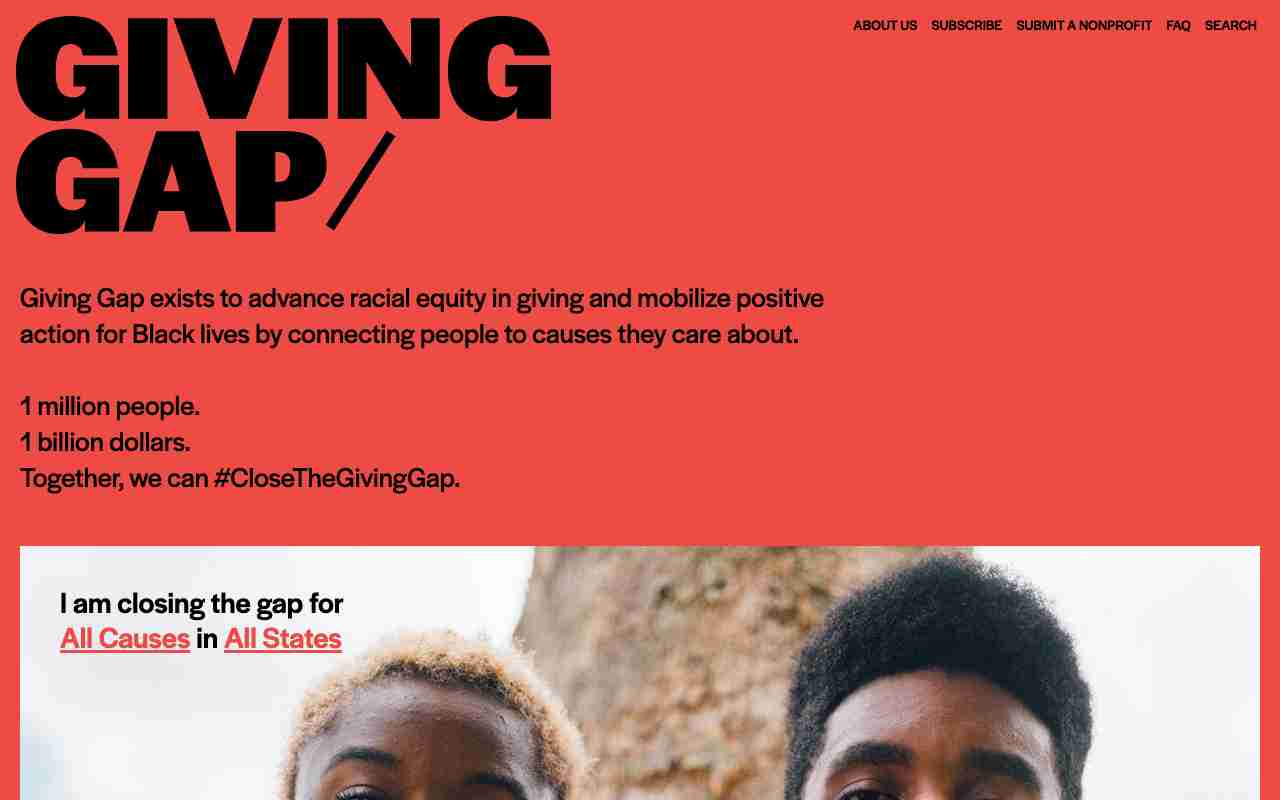 GIVING
GAP/
ABOUT US SUBSCRIBE SUBMIT A NONPROFIT FAQ SEARCH
Giving Gap exists to advance racial equity in giving and mobilize positive
action for Black lives by connecting people to causes they care about.
1 million people.
1 billion dollars.
Together, we can #CloseTheGivingGap.
I am closing the gap for
All Causes in All States